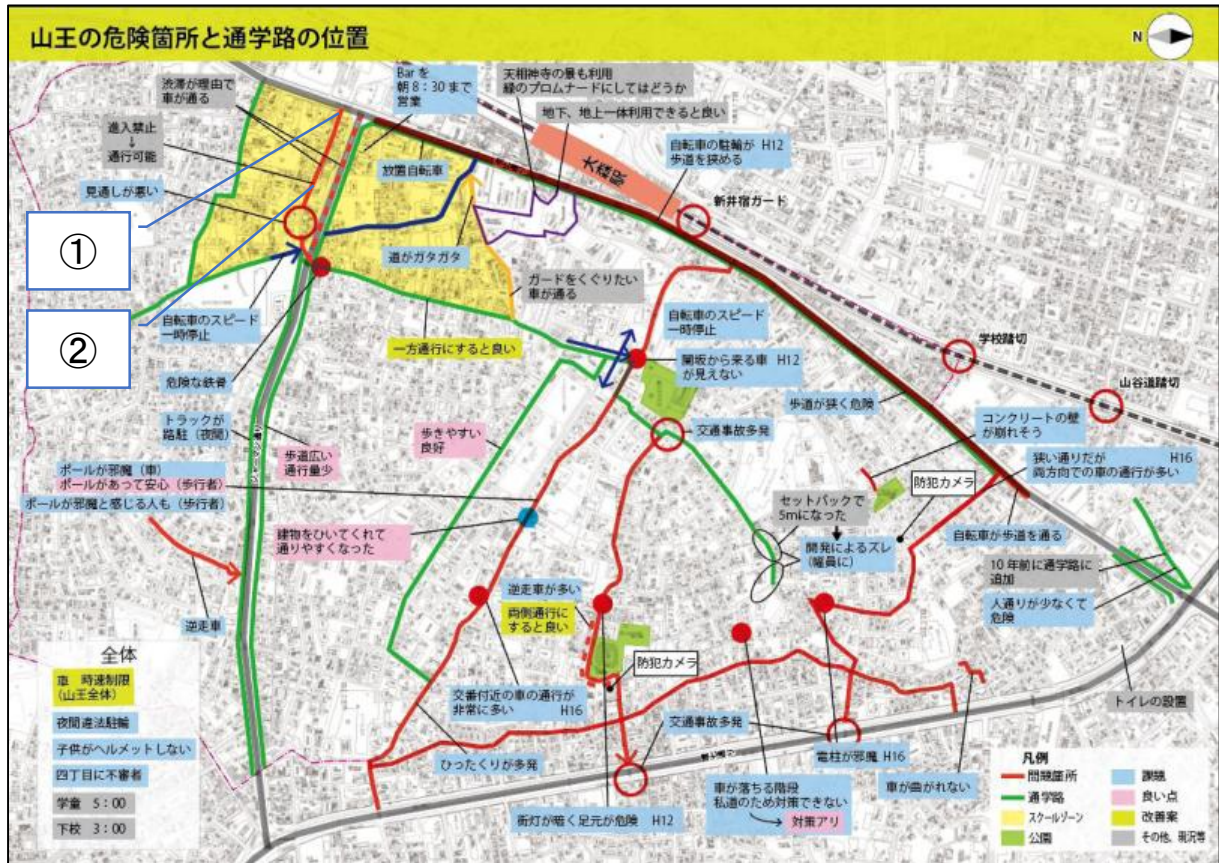 山王の危険箇所と通学路の位置
N
渋滞が理由で
車が通る
Barを
朝8：30まで
営業
天相神寺の景も利用
緑のプロムナードにしてはどうか
地下、地上一体利用できると良い
進入禁止
↓
通行可能
見通しが悪い
放置自転車
自転車の駐輪が H12
歩道を狭める
大森駅
新井宿ガード
①
②
道がガタガタ
ガードをくぐりたい
車が通る
自転車のスピード
一時停止
自転車のスピード
一時停止
一方通行にすると良い
危険な鉄骨
闇坂から来る車 H12
が見えない
学校踏切
山谷道踏切
歩道が狭く危険
トラックが
路駐（夜間）
歩道広い
通行量少
歩きやすい
良好
交通事故多発
コンクリートの壁
が崩れそう
狭い通りだが H16
両方向での車の通行が多い
ポールが邪魔（車）
ポールがあって安心（歩行者）
ポールが邪魔と感じる人も（歩行者）
防犯カメラ
セットバックで
5mになった
建物をひいてくれて
通りやすくなった
開発によるズレ
（幅員に）
自転車が歩道を通る
10年前に通学路に
追加
人通りが少なくて
危険
逆走車が多い
両側通行に
すると良い
逆走車
防犯カメラ
全体
車 時速制限
（山王全体）
夜間違法駐輪
子供がヘルメットしない
四丁目に不審者
学童 5：00
下校 3：00
交番付近の車の通行が
非常に多い H16
トイレの設置
交通事故多発
ひったくりが多発
電柱が邪魔 H16
車が曲がれない
街灯が暗く足元が危険 H12
車が落ちる階段
私道のため対策できない
対策アリ
凡例
問題箇所
通学路
スクールゾーン
公園
課題
良い点
改善案
その他、現況等